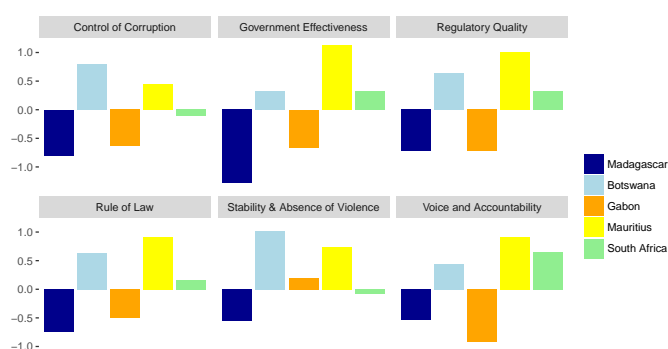 Control of Corruption
Government Effectiveness
Regulatory Quality
1.0
0.5
0.0
−0.5
−1.0
Madagascar
Botswana
Gabon
Mauritius
South Africa
Rule of Law
Stability & Absence of Violence
Voice and Accountability
1.0
0.5
0.0
−0.5
−1.0